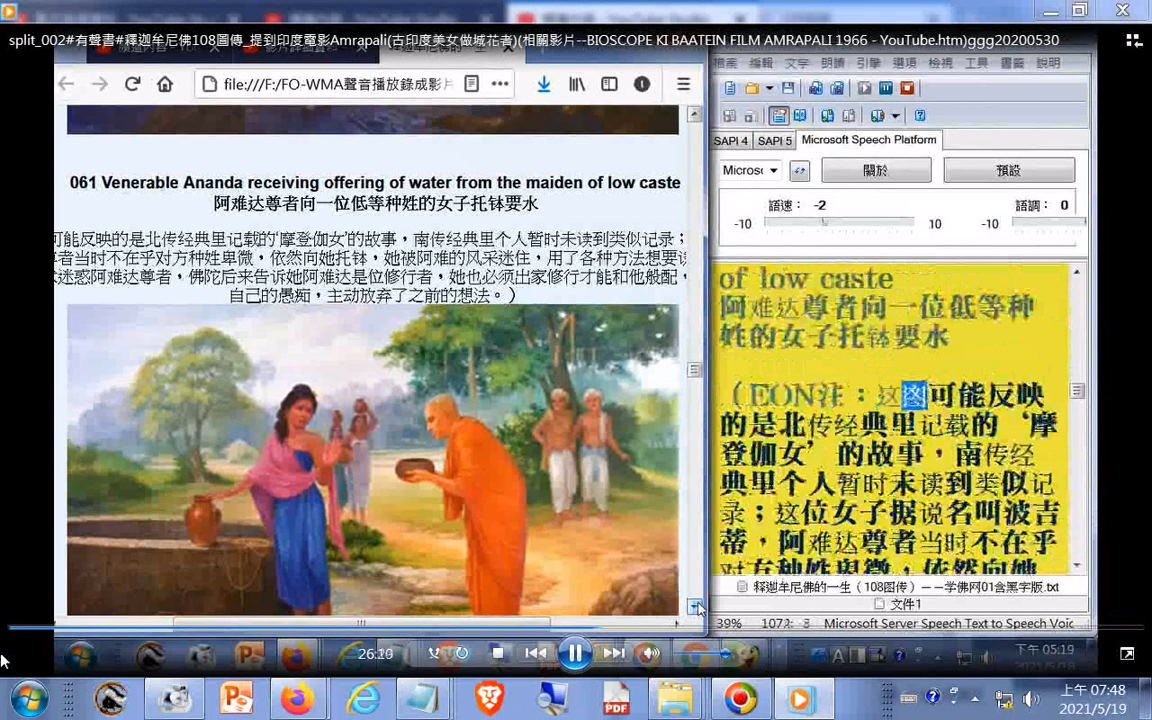 split_002#有聲書#釋迦牟尼佛108圖傳_提到印度電影Amrapali(古印度美女做城花者)(相關影片--BIOSCOPE KI BAATEIN FILM AMRAPALI 1966 - YouTube.htm)ggg20200530
file:///F:/FO-WMA聲音播放錄成影片
061 Venerable Ananda receiving offering of water from the maiden of low caste
阿难达尊者向一位低等种姓的女子托钵要水
可能反映的是北传经典里记载的‘摩登伽女’的故事，南传经典里个人暂时未读到类似记录；
者当时不在乎对方种姓卑微，依然向她托钵，她被阿难的风采迷住，用了各种方法想要
迷惑阿难达尊者，佛陀后来告诉她阿难达是位修行者，她也必须出家修行才能和他般配，
自己的愚痴，主动放弃了之前的想法。）
編輯 文字 朗讀 引擎 選項 檢視 工具 書籤 說明
SAPI 4 SAPI 5 Microsoft Speech Platform
Micros 關於 預設
語速： -2 語調： 0
-10 10 -10
of low caste
阿难达尊者向一位低等种
姓的女子托钵要水
（EON注：这图可能反映
的是北传经典里记载的‘摩
登伽女’的故事，南传经
典里个人暂时未读到类似记
录；这位女子据说名叫波吉
蒂，阿难达尊者当时不在乎
对方种姓卑微，依然向她
释迦牟尼佛的一生（108图传）——学佛网01含黑字版.txt
文件1
39% 1072: Microsoft Server Speech Text to Speech Voic
26:10
下午 05:19
上午 07:48
2021/5/19